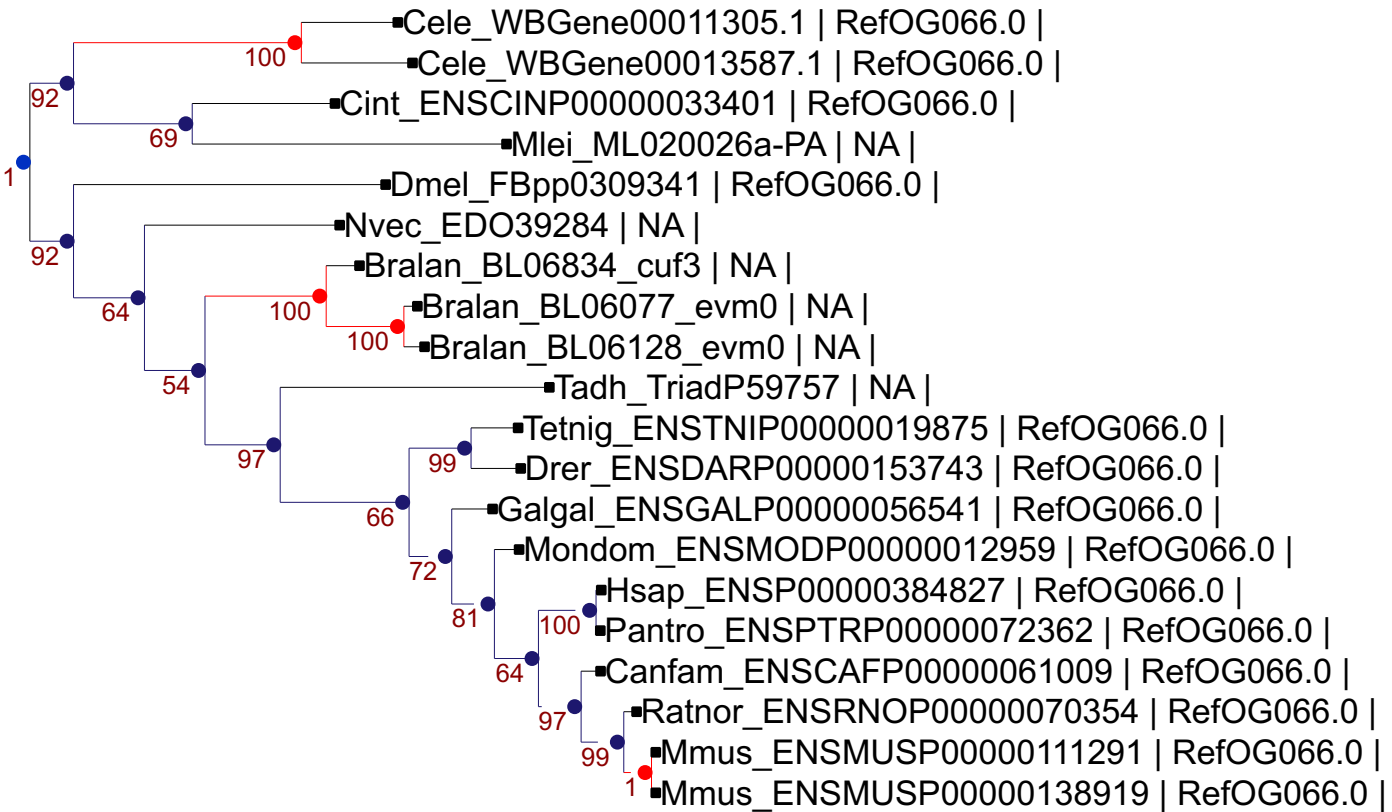 Cele_WBGene00011305.1 | RefOG066.0 |
100
Cele_WBGene00013587.1 | RefOG066.0 |
92
Cint_ENSCINP00000033401 | RefOG066.0 |
69
Mlei_ML020026a-PA | NA |
1
Dmel_FBpp0309341 | RefOG066.0 |
Nvec_EDO39284 | NA |
92
Bralan_BL06834_cuf3 | NA |
64
100
Bralan_BL06077_evm0 | NA |
100
Bralan_BL06128_evm0 | NA |
54
Tadh_TriadP59757 | NA |
Tetnig_ENSTNIP00000019875 | RefOG066.0 |
97
99
Drer_ENSDARP00000153743 | RefOG066.0 |
Galgal_ENSGALP00000056541 | RefOG066.0 |
66
Mondom_ENSMODP00000012959 | RefOG066.0 |
72
Hsap_ENSP00000384827 | RefOG066.0 |
81
100
Pantro_ENSPTRP00000072362 | RefOG066.0 |
64
Canfam_ENSCAFP00000061009 | RefOG066.0 |
Ratnor_ENSRNOP00000070354 | RefOG066.0 |
97
Mmus_ENSMUSP00000111291 | RefOG066.0 |
99
1
Mmus_ENSMUSP00000138919 | RefOG066.0 |